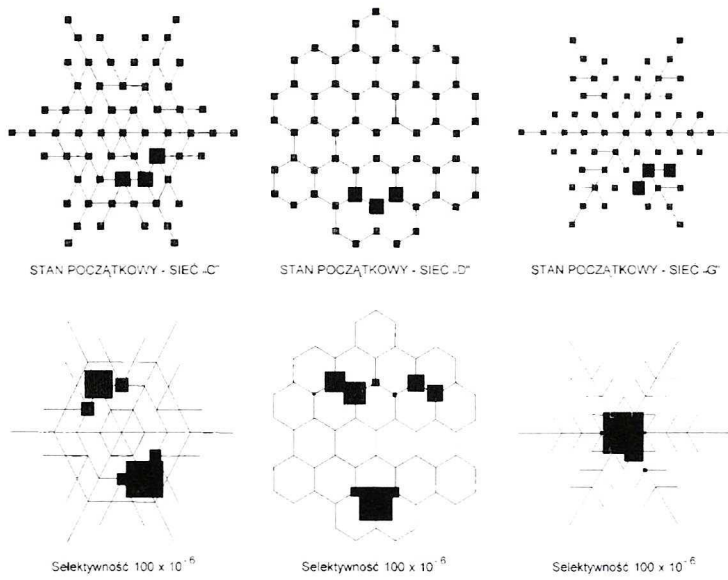 STAN POCZĄTKOWY - SIEĆ „C"
STAN POCZĄTKOWY - SIEĆ „D"
STAN POCZĄTKOWY - SIEĆ „G"
Selektywność 100 x 10⁻⁶
Selektywność 100 x 10⁻⁶
Selektywność 100 x 10⁻⁶